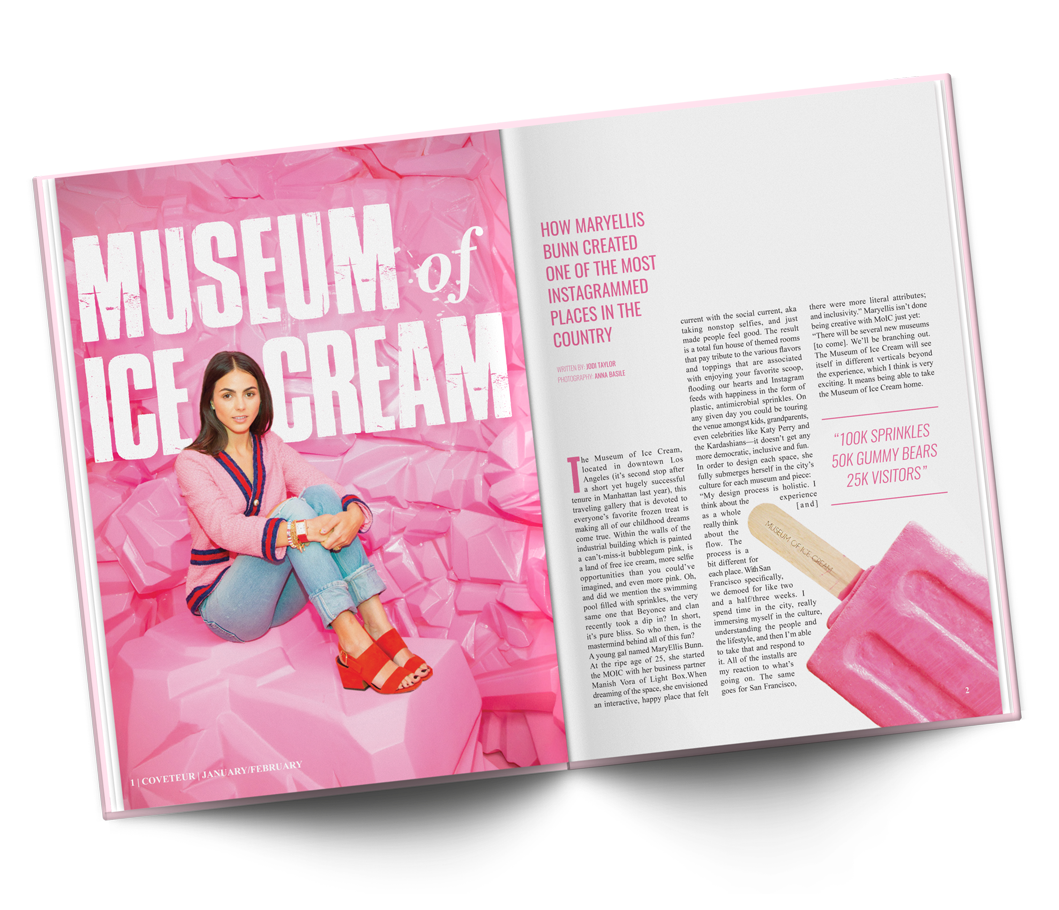 MUSEUM of
ICE CREAM
1 | COVETEUR | JANUARY/FEBRUARY
HOW MARYELLIS
BUNN CREATED
ONE OF THE MOST
INSTAGRAMMED
PLACES IN THE
COUNTRY
WRITTEN BY: JODI TAYLOR
PHOTOGRAPHY: ANNA BASILE
The Museum of Ice Cream,
located in downtown Los
Angeles (it's second stop after
a short yet hugely successful
tenure in Manhattan last year), this
traveling gallery that is devoted to
everyone's favorite frozen treat is
making all of our childhood dreams
come true. Within the walls of the
industrial building which is painted
a can't-miss-it bubblegum pink, is
a land of free ice cream, more selfie
opportunities than you could've
imagined, and even more pink. Oh,
and did we mention the swimming
pool filled with sprinkles, the very
same one that Beyonce and clan
recently took a dip in? In short,
it's pure bliss. So who then, is the
mastermind behind all of this fun?
A young gal named MaryEllis Bunn.
At the ripe age of 25, she started
the MOIC with her business partner
Manish Vora of Light Box.When
dreaming of the space, she envisioned
an interactive, happy place that felt
current with the social current, aka
taking nonstop selfies, and just
made people feel good. The result
is a total fun house of themed rooms
that pay tribute to the various flavors
and toppings that are associated
with enjoying your favorite scoop,
flooding our hearts and Instagram
feeds with happiness in the form of
plastic, antimicrobial sprinkles. On
any given day you could be touring
the venue amongst kids, grandparents,
even celebrities like Katy Perry and
the Kardashians—it doesn't get any
more democratic, inclusive and fun.
In order to design each space, she
fully submerges herself in the city's
culture for each museum and piece:
"My design process is holistic. I
think about the experience
as a whole [and]
really think
about the
flow. The
process is a
bit different for
each place. With San
Francisco specifically,
we demoed for like two
and a half/three weeks. I
spend time in the city, really
immersing myself in the culture,
understanding the people and
the lifestyle, and then I'm able
to take that and respond to
it. All of the installs are
my reaction to what's
going on. The same
goes for San Francisco,
there were more literal attributes;
and inclusivity." Maryellis isn't done
being creative with MoIC just yet:
"There will be several new museums
[to come]. We'll be branching out.
The Museum of Ice Cream will see
itself in different verticals beyond
the experience, which I think is very
exciting. It means being able to take
the Museum of Ice Cream home.
"100K SPRINKLES
50K GUMMY BEARS
25K VISITORS"
MUSEUM OF ICE CREAM
2